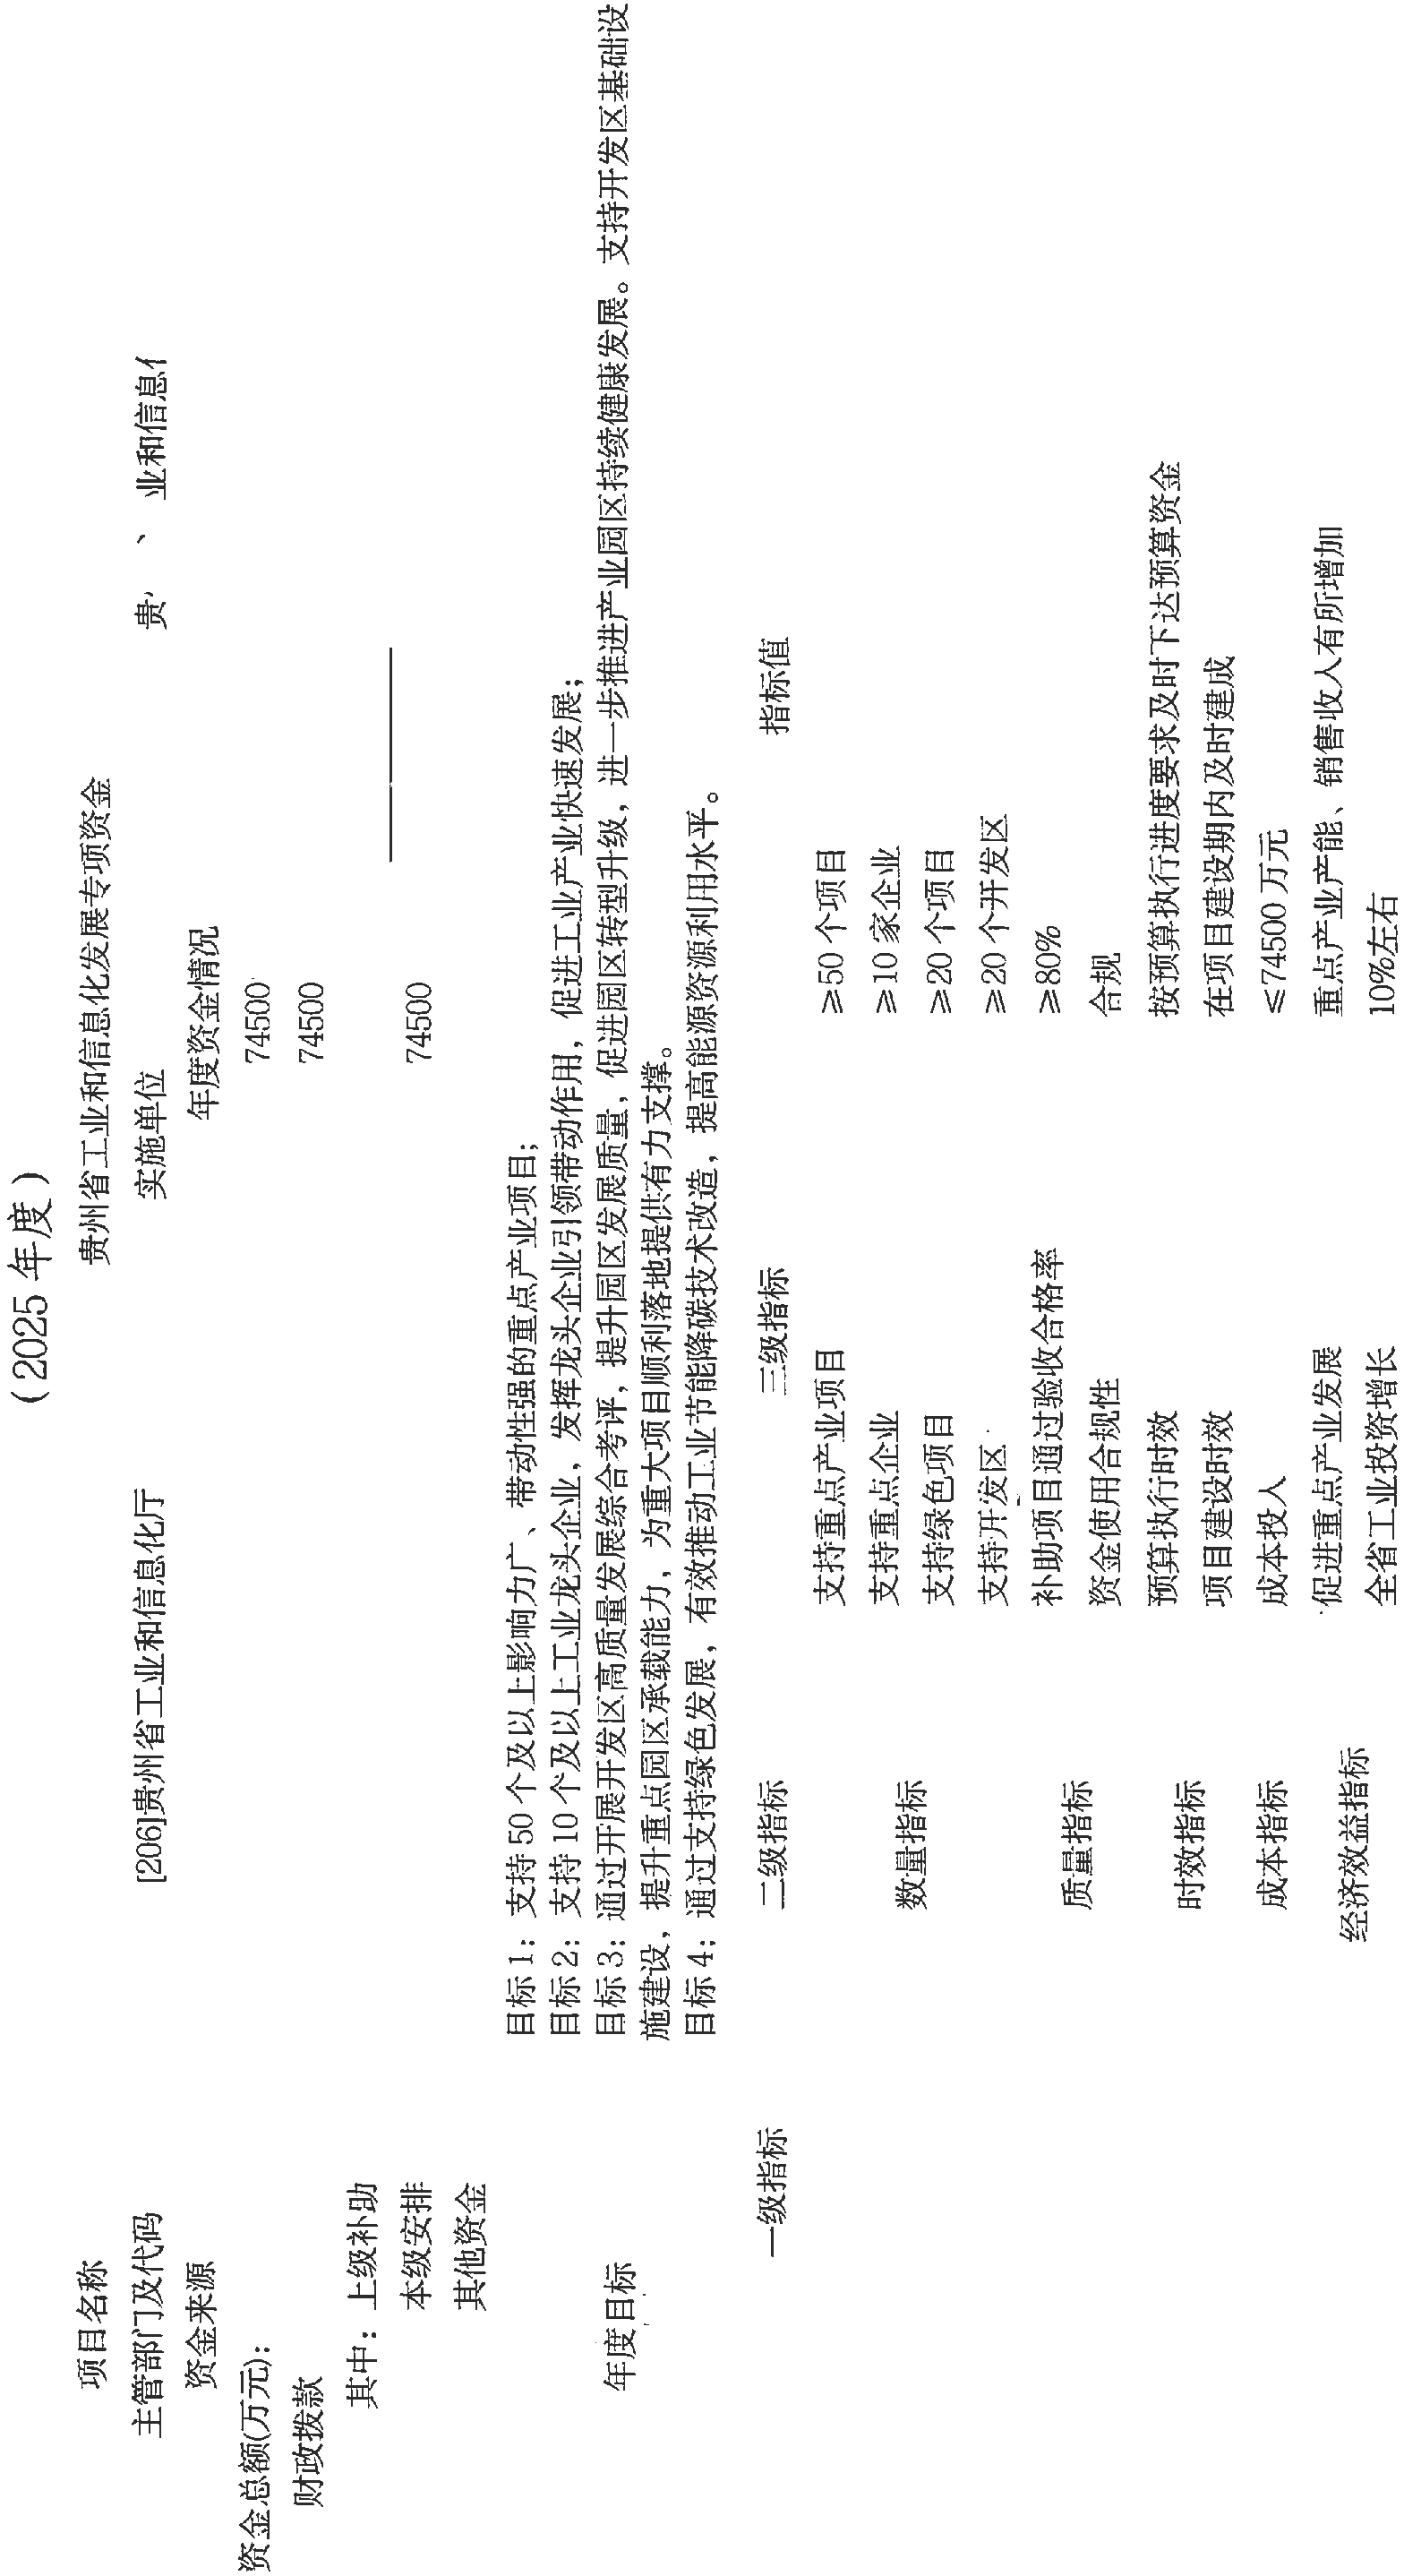 （2025 年度）
项目名称 贵州省工业和信息化发展专项资金
主管部门及代码 [206]贵州省工业和信息化厅 实施单位 贵 业和信息
资金来源 年度资金情况
资金总额(万元)： 74500
财政拨款 74500
其中：上级补助
本级安排 74500
其他资金
年度目标
目标 1：支持 50 个及以上影响力广、带动性强的重点产业项目；
目标 2：支持 10 个及以上工业龙头企业，发挥龙头企业引领带动作用，促进工业产业快速发展；
目标 3：通过开展开发区高质量发展综合考评，提升园区发展质量，促进园区转型升级，进一步推进产业园区持续健康发展。支持开发区基础设
施建设，提升重点园区承载能力，为重大项目顺利落地提供有力支撑。
目标 4：通过支持绿色发展，有效推动工业节能降碳技术改造，提高能源资源利用水平。
一级指标 二级指标 三级指标 指标值
支持重点产业项目 ≥50 个项目
数量指标 支持重点企业 ≥10 家企业
支持绿色项目 ≥20 个项目
支持开发区 ≥20 个开发区
质量指标 补助项目通过验收合格率 ≥80%
资金使用合规性 合规
时效指标 预算执行时效 按预算执行进度要求及时下达预算资金
项目建设时效 在项目建设期内及时建成
成本指标 成本投入 ≤74500 万元
经济效益指标 促进重点产业发展 重点产业产能、销售收入有所增加
全省工业投资增长 10%左右